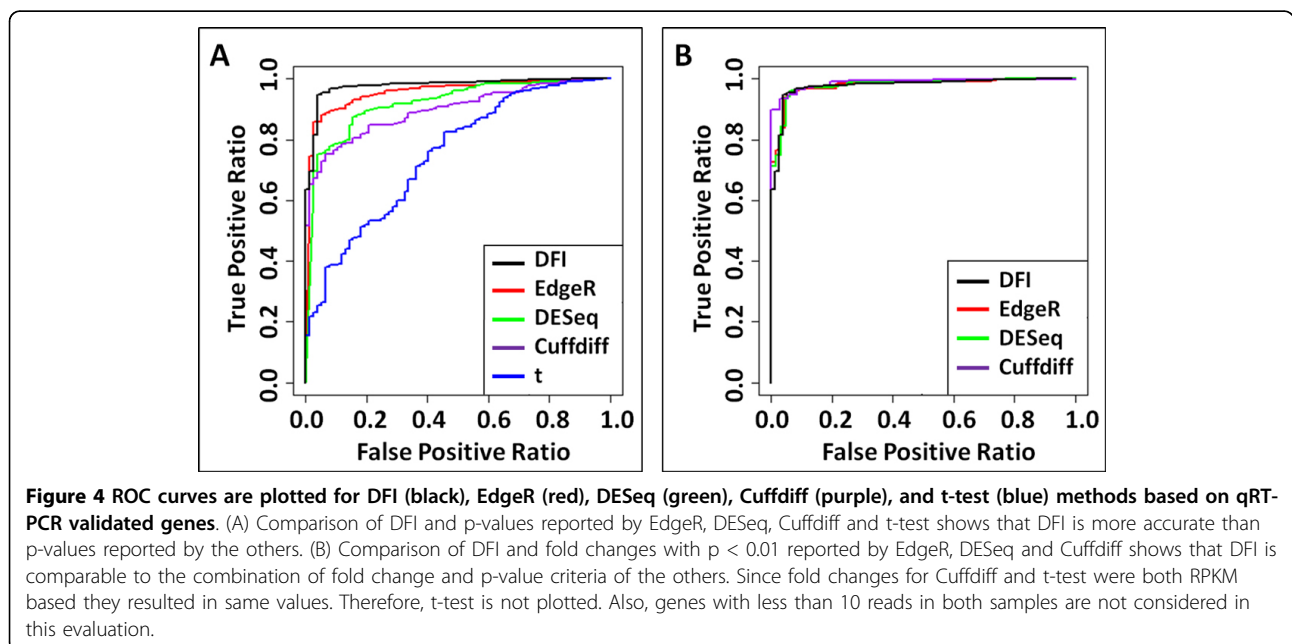 A
B
True Positive Ratio
1.0
0.8
0.6
0.4
0.2
0.0
DFI
EdgeR
DESeq
Cuffdiff
t
0.0 0.2 0.4 0.6 0.8 1.0
False Positive Ratio
True Positive Ratio
1.0
0.8
0.6
0.4
0.2
0.0
DFI
EdgeR
DESeq
Cuffdiff
0.0 0.2 0.4 0.6 0.8 1.0
False Positive Ratio
Figure 4 ROC curves are plotted for DFI (black), EdgeR (red), DESeq (green), Cuffdiff (purple), and t-test (blue) methods based on qRT-
PCR validated genes. (A) Comparison of DFI and p-values reported by EdgeR, DESeq, Cuffdiff and t-test shows that DFI is more accurate than
p-values reported by the others. (B) Comparison of DFI and fold changes with p < 0.01 reported by EdgeR, DESeq and Cuffdiff shows that DFI is
comparable to the combination of fold change and p-value criteria of the others. Since fold changes for Cuffdiff and t-test were both RPKM
based they resulted in same values. Therefore, t-test is not plotted. Also, genes with less than 10 reads in both samples are not considered in
this evaluation.